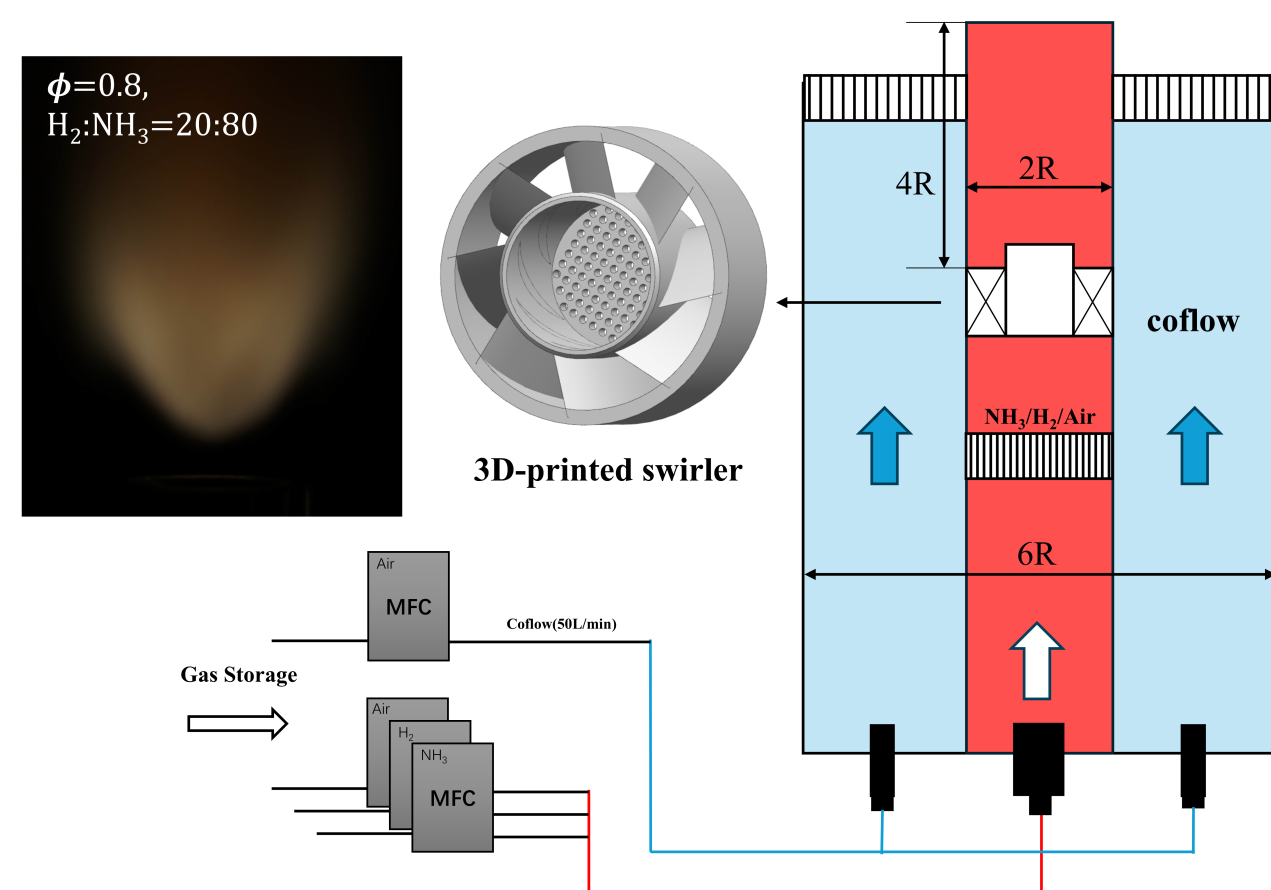 ϕ=0.8,
H₂:NH₃=20:80
4R
2R
coflow
NH₃/H₂/Air
3D-printed swirler
6R
Air
MFC
Coflow(50L/min)
Gas Storage
Air
H₂
NH₃
MFC